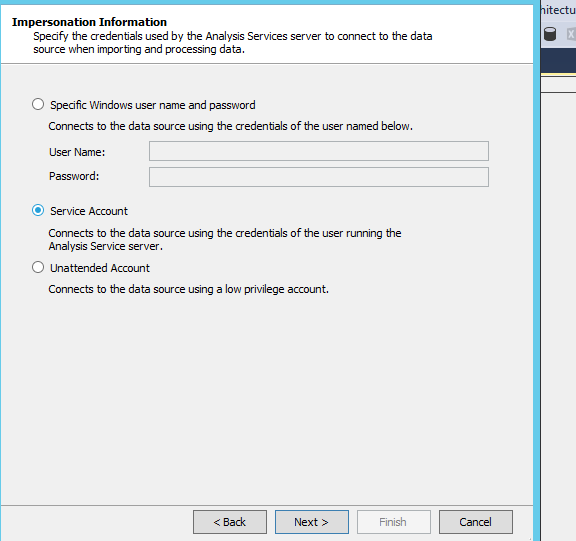 Impersonation Information
Specify the credentials used by the Analysis Services server to connect to the data
source when importing and processing data.
Specific Windows user name and password
Connects to the data source using the credentials of the user named below.
User Name:
Password:
Service Account
Connects to the data source using the credentials of the user running the
Analysis Service server.
Unattended Account
Connects to the data source using a low privilege account.
< Back
Next >
Finish
Cancel